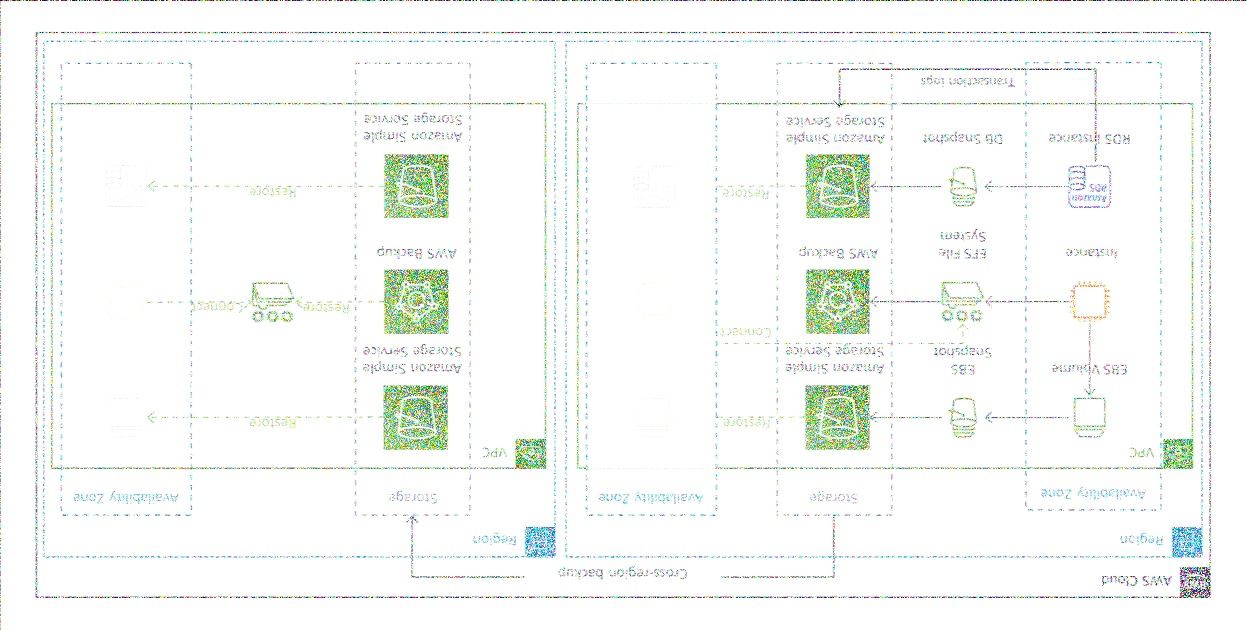 AWS Cloud
Cross-region backup
Region
Region
Availability Zone
Storage
Availability Zone
Storage
Availability Zone
VPC
VPC
Restore
Restore
EBS Volume
EBS
Snapshot
Amazon Simple
Storage Service
Amazon Simple
Storage Service
Connect
Restore
Connect
Instance
EFS File
System
AWS Backup
AWS Backup
Amazon
RDS
Restore
Restore
RDS Instance
DB Snapshot
Amazon Simple
Storage Service
Amazon Simple
Storage Service
Transaction logs